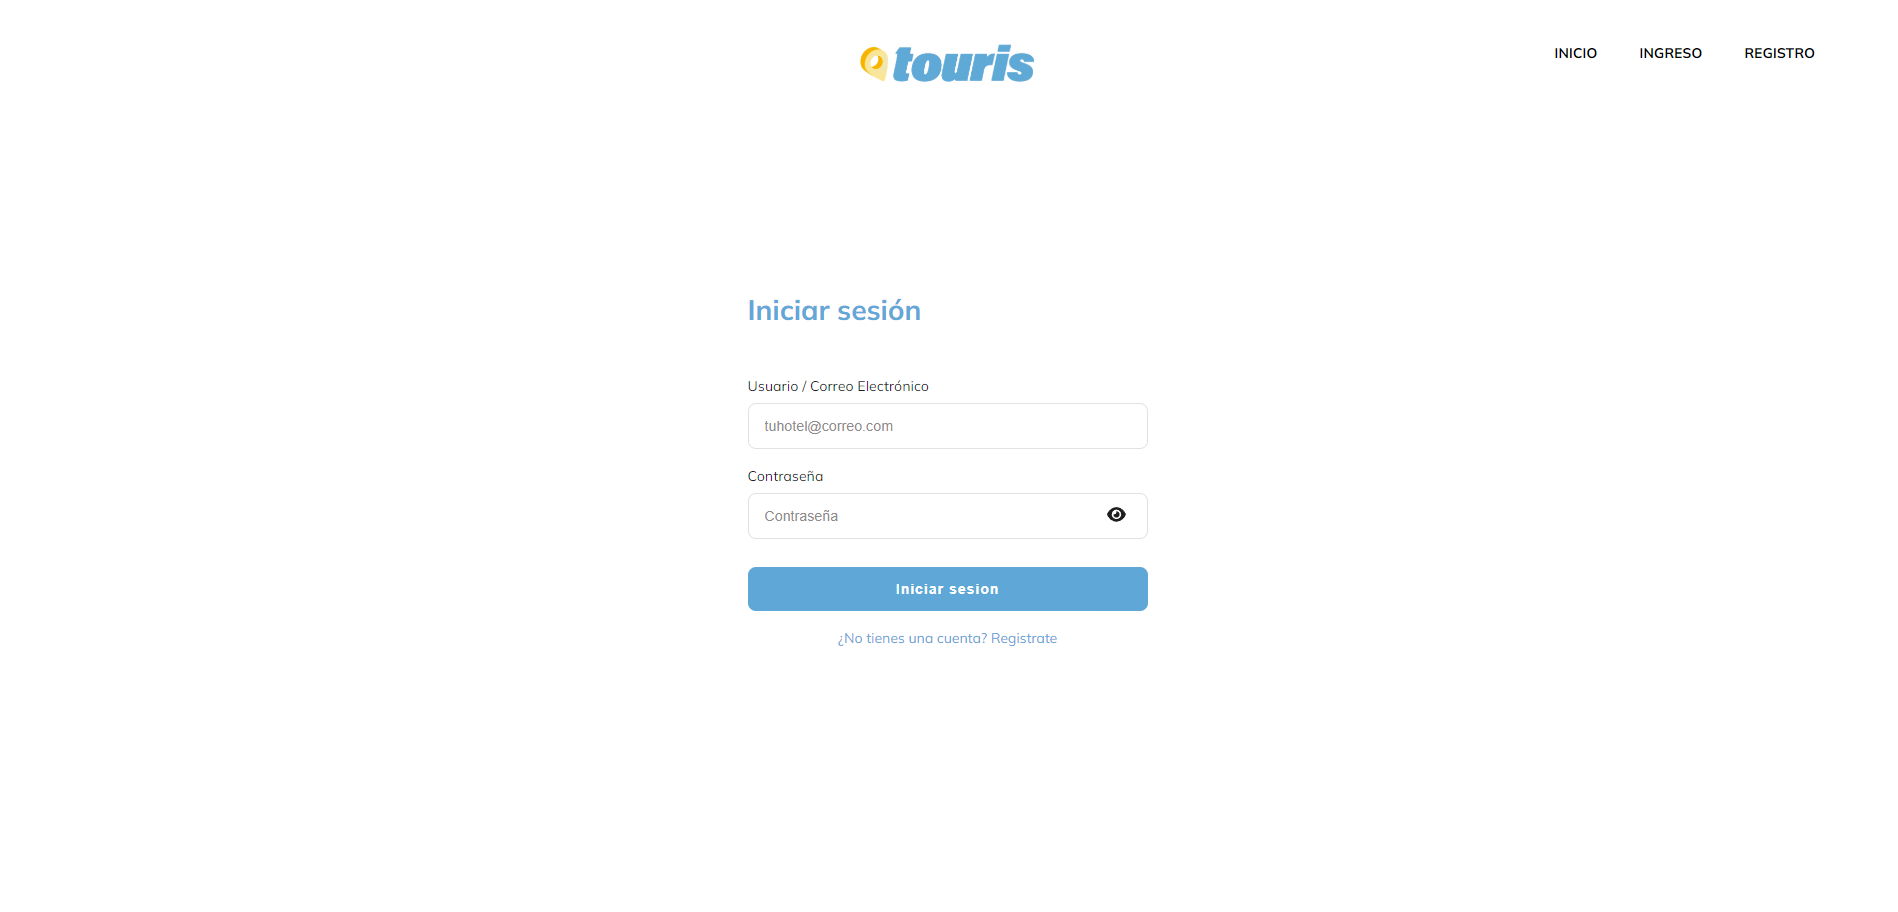 touris
INICIO INGRESO REGISTRO
Iniciar sesión
Usuario / Correo Electrónico
tuhotel@correo.com
Contraseña
Contraseña
Iniciar sesion
¿No tienes una cuenta? Registrate